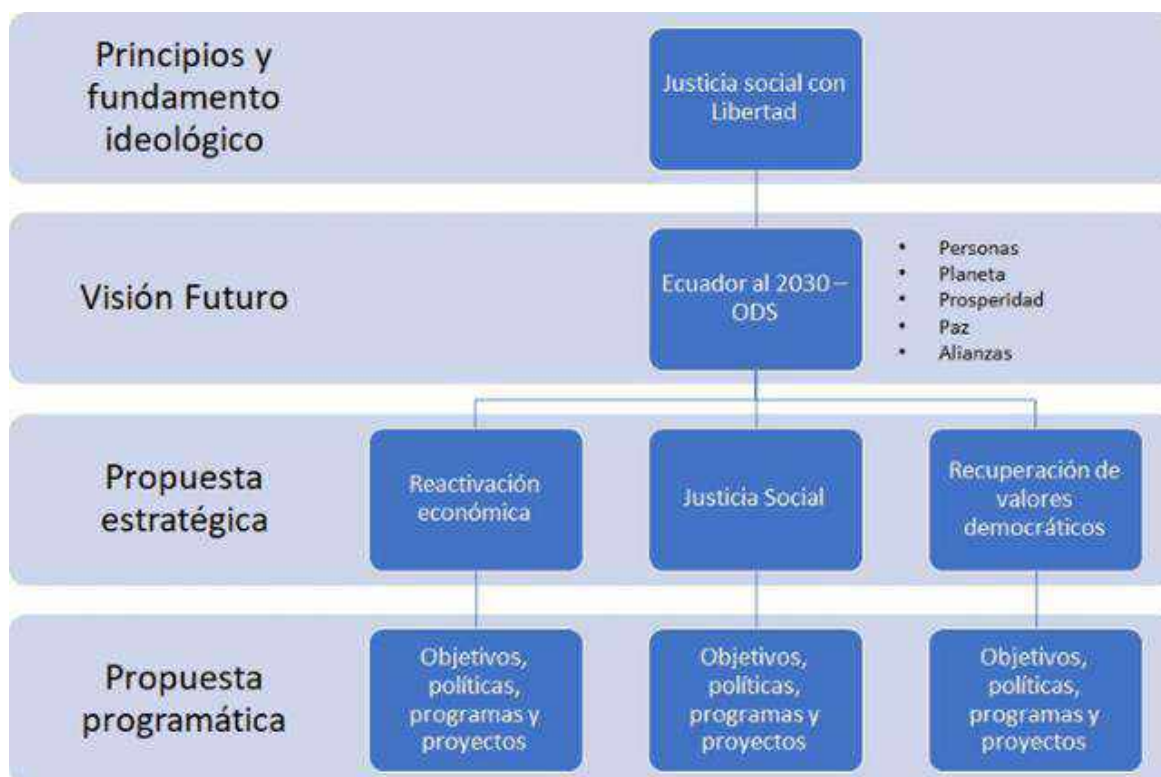 Principios y
fundamento
ideológico
Justicia social con
Libertad
Visión Futuro
Ecuador al 2030 –
ODS
• Personas
• Planeta
• Prosperidad
• Paz
• Alianzas
Propuesta
estratégica
Reactivación
económica
Justicia Social
Recuperación de
valores
democráticos
Propuesta
programática
Objetivos,
políticas,
programas y
proyectos
Objetivos,
políticas,
programas y
proyectos
Objetivos,
políticas,
programas y
proyectos